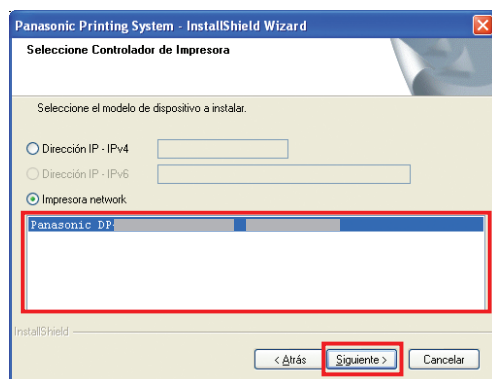 Panasonic Printing System - InstallShield Wizard
Seleccione Controlador de Impresora
Seleccione el modelo de dispositivo a instalar.
Dirección IP - IPv4
Dirección IP - IPv6
Impresora network
Panasonic DP
InstallShield
< Atrás
Siguiente >
Cancelar